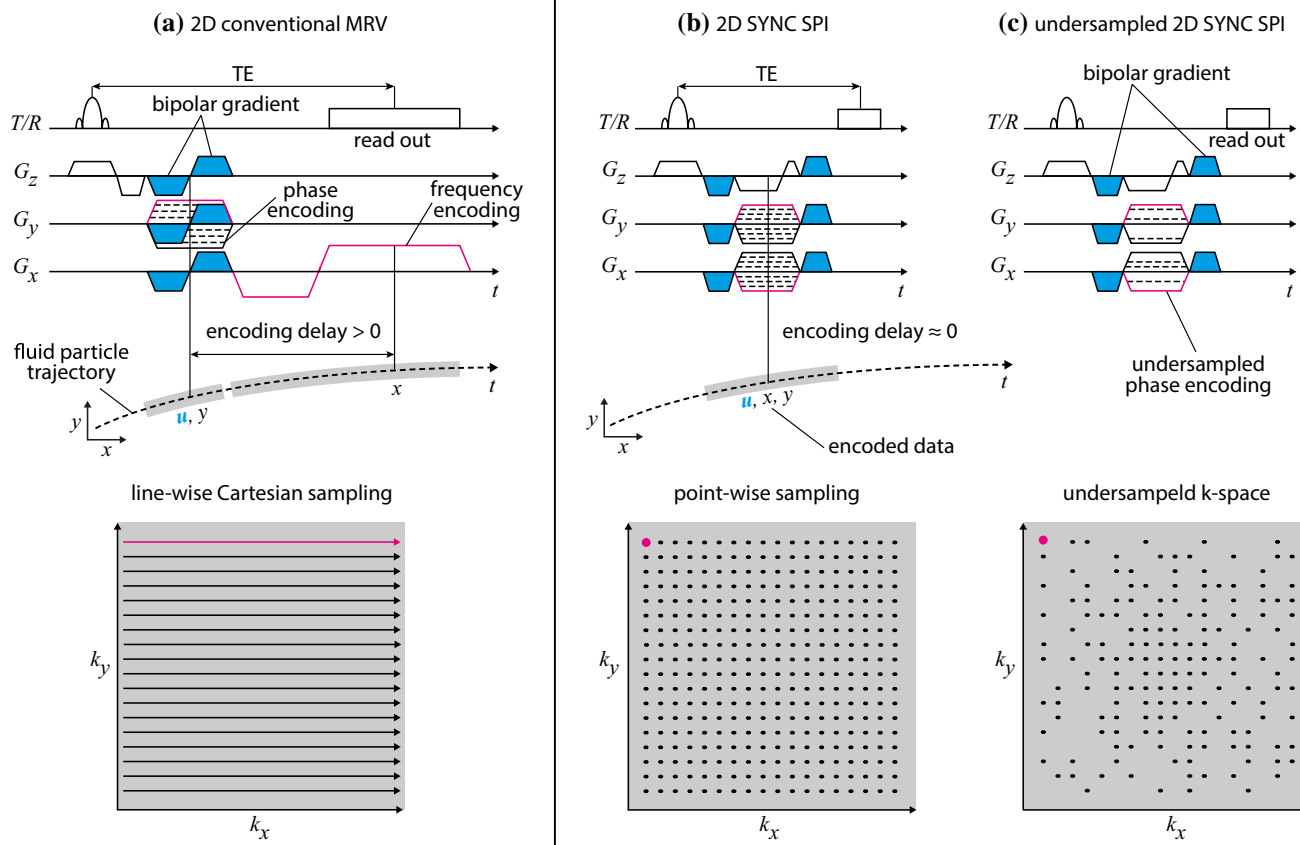 (a) 2D conventional MRV
TE
bipolar gradient
T/R
read out
G_z
phase
encoding
frequency
encoding
G_y
G_x
t
encoding delay > 0
fluid particle
trajectory
t
x
u, y
y
x
line-wise Cartesian sampling
k_y
k_x
(b) 2D SYNC SPI
TE
T/R
G_z
G_y
G_x
t
encoding delay ≈ 0
t
u, x, y
y
x
encoded data
point-wise sampling
k_y
k_x
(c) undersampled 2D SYNC SPI
bipolar gradient
T/R
read out
G_z
G_y
G_x
t
undersampled
phase encoding
undersampeld k-space
k_y
k_x